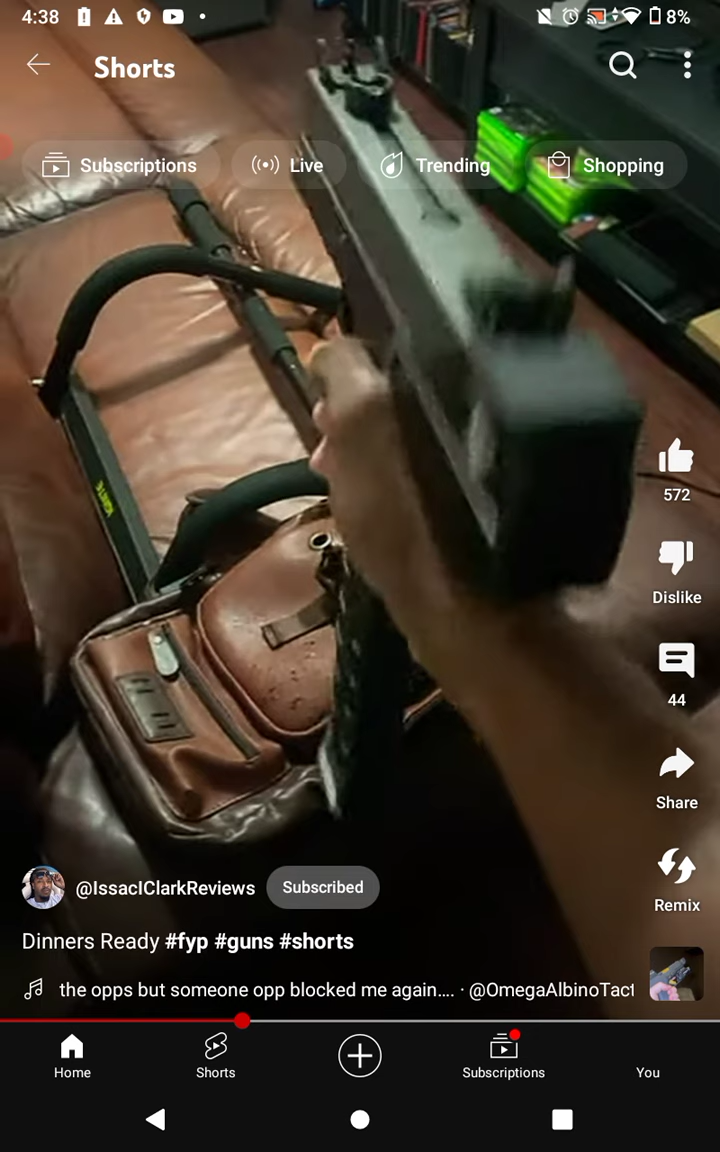 4:38
8%
Shorts
Subscriptions
Live
Trending
Shopping
572
Dislike
44
Share
Remix
@IssacIClarkReviews
Subscribed
Dinners Ready #fyp #guns #shorts
the opps but someone opp blocked me again.... · @OmegaAlbinoTact
Home
Shorts
Subscriptions
You